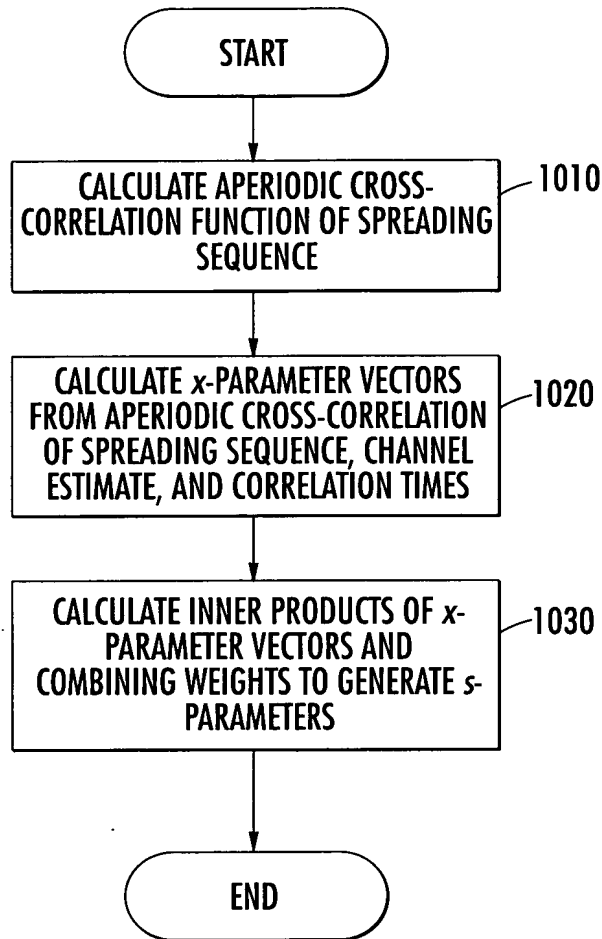 START
CALCULATE APERIODIC CROSS-
CORRELATION FUNCTION OF SPREADING
SEQUENCE
1010
CALCULATE x-PARAMETER VECTORS
FROM APERIODIC CROSS-CORRELATION
OF SPREADING SEQUENCE, CHANNEL
ESTIMATE, AND CORRELATION TIMES
1020
CALCULATE INNER PRODUCTS OF x-
PARAMETER VECTORS AND
COMBINING WEIGHTS TO GENERATE s-
PARAMETERS
1030
END